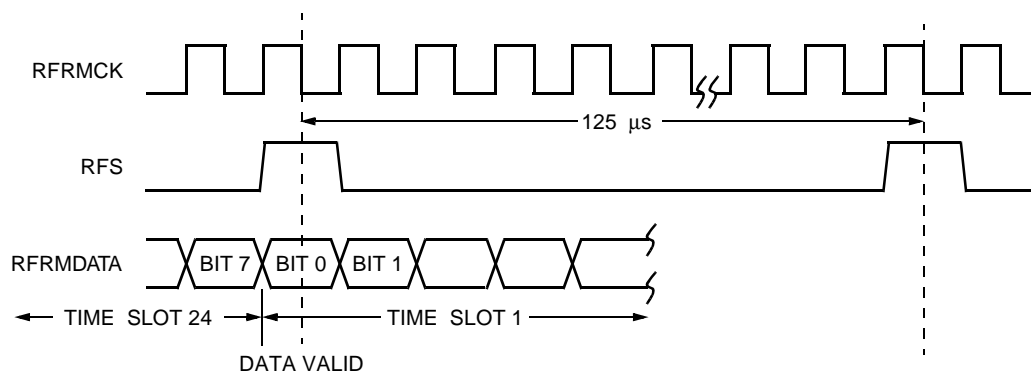 RFRMCK
125 μs
RFS
RFRMDATA
BIT 7
BIT 0
BIT 1
TIME SLOT 24
TIME SLOT 1
DATA VALID